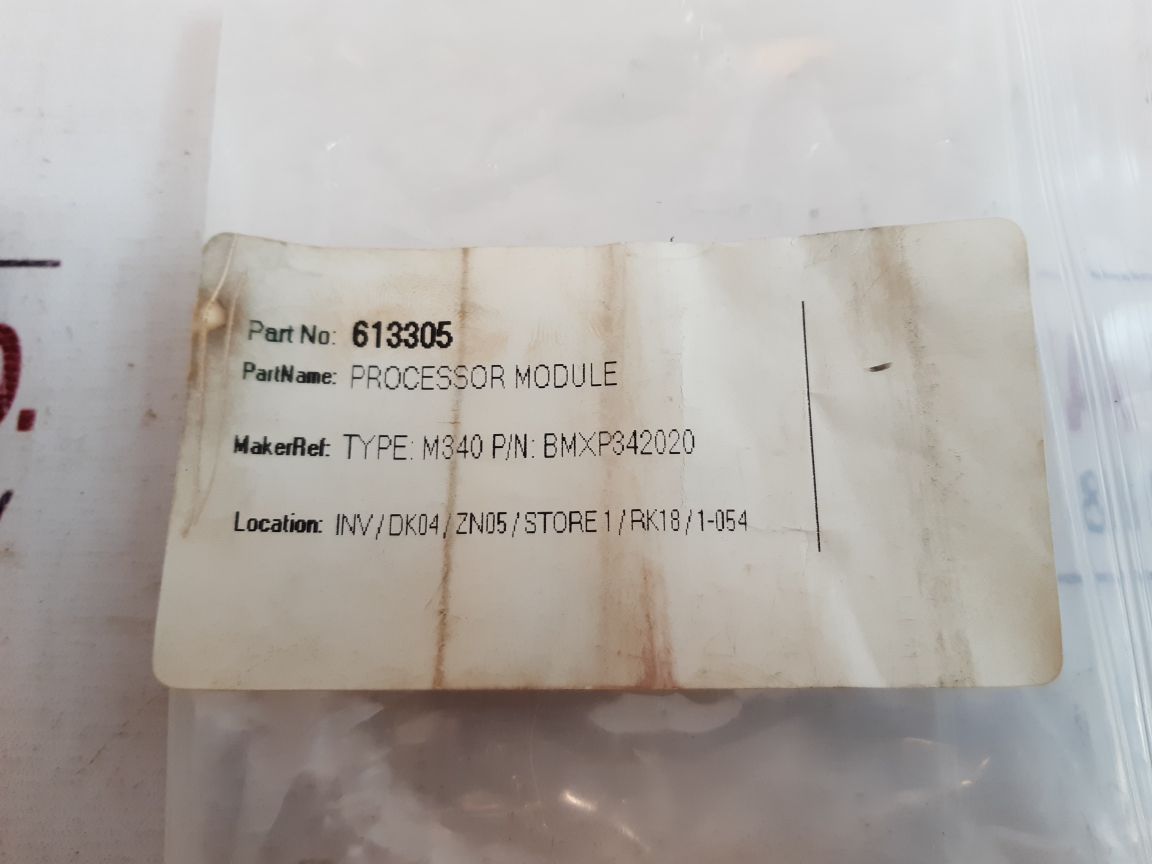 Part No: 613305
PartName: PROCESSOR MODULE
MakerRef: TYPE: M340 P/N: BMXP342020
Location: INV/DK04/ZN05/STORE 1/RK18/1-054